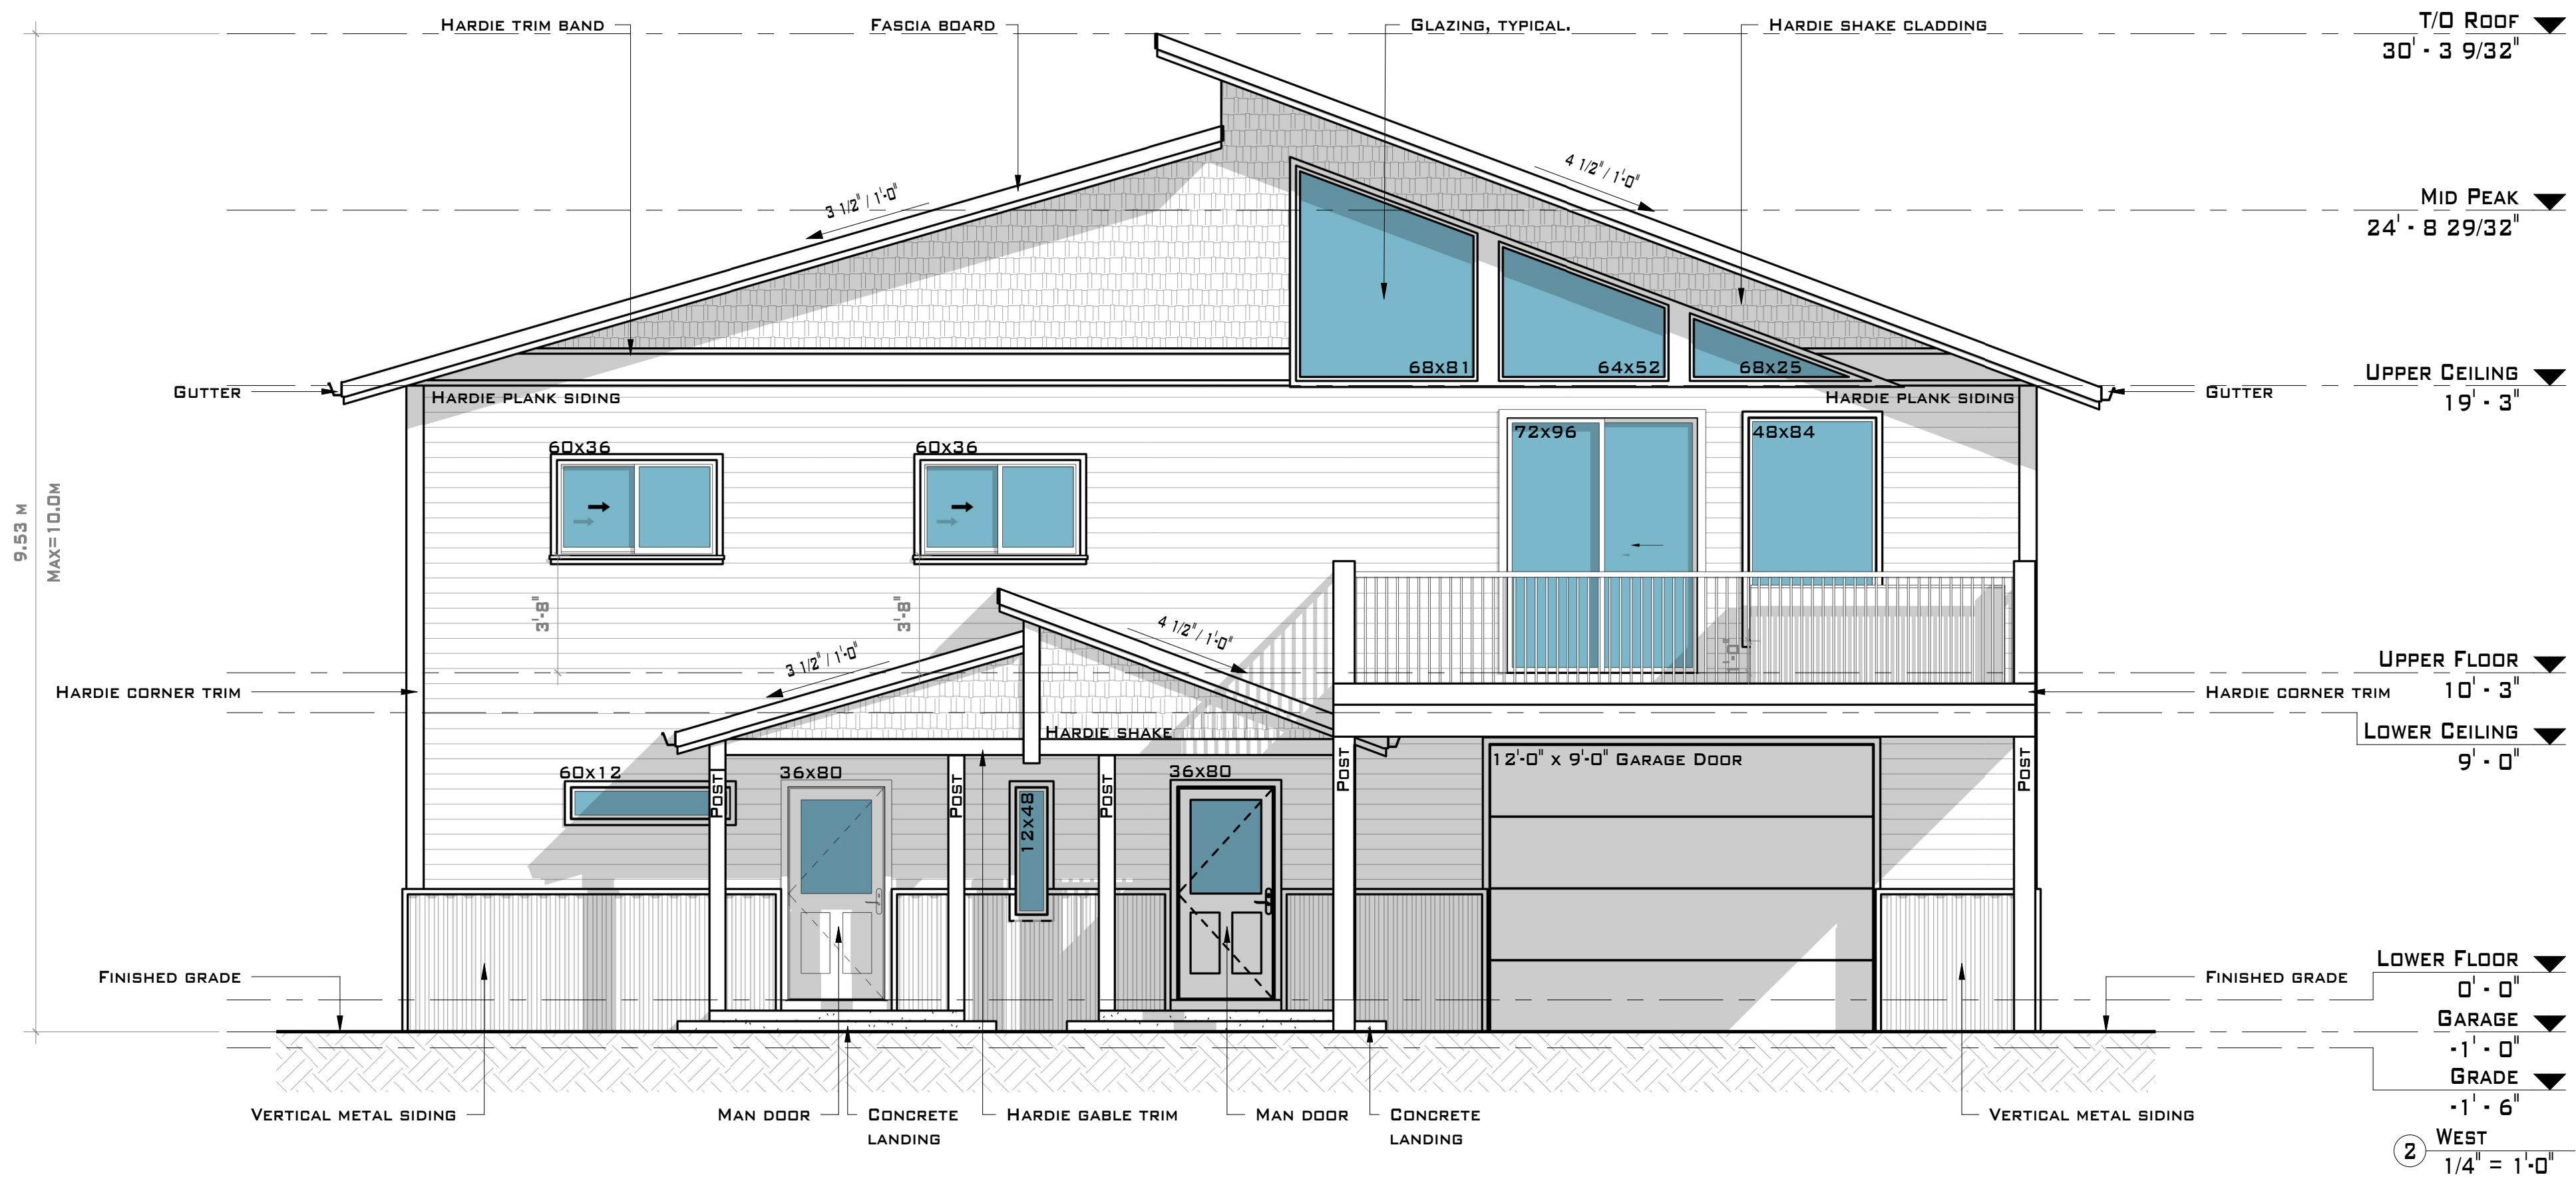 HARDIE TRIM BAND
FASCIA BOARD
GLAZING, TYPICAL.
HARDIE SHAKE CLADDING
T/O ROOF
30' - 3 9/32"
3 1/2" / 1'-0"
4 1/2" / 1'-0"
MID PEAK
24' - 8 29/32"
68x81
64x52
68x25
UPPER CEILING
19' - 3"
GUTTER
HARDIE PLANK SIDING
HARDIE PLANK SIDING
GUTTER
60x36
60x36
72x96
48x84
9.53 M
MAX=10.0M
3'-8"
3'-8"
1'-0"
3 1/2" / 1'-0"
4 1/2" / 1'-0"
UPPER FLOOR
10' - 3"
HARDIE CORNER TRIM
HARDIE CORNER TRIM
HARDIE SHAKE
LOWER CEILING
9' - 0"
60x12
POST
36x80
POST
12x48
POST
36x80
POST
12'-0" x 9'-0" GARAGE DOOR
POST
FINISHED GRADE
FINISHED GRADE
LOWER FLOOR
0' - 0"
GARAGE
-1' - 0"
GRADE
-1' - 6"
VERTICAL METAL SIDING
MAN DOOR
CONCRETE
LANDING
HARDIE GABLE TRIM
MAN DOOR
CONCRETE
LANDING
VERTICAL METAL SIDING
2
WEST
1/4" = 1'-0"